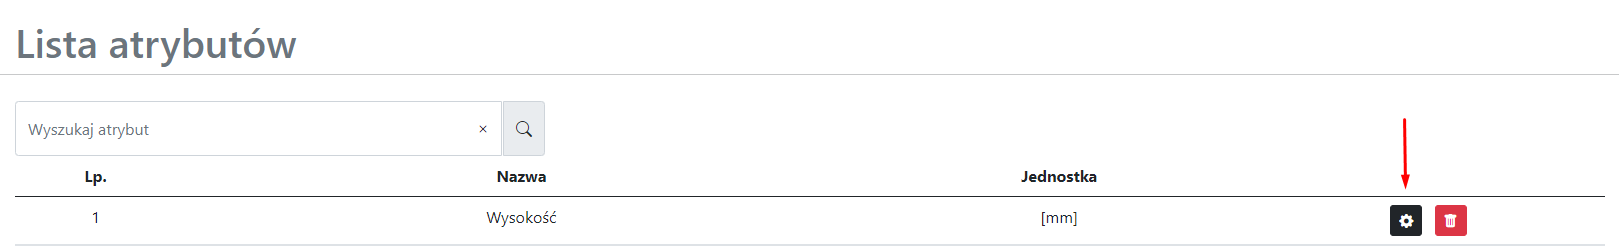 Lista atrybutów
Wyszukaj atrybut ×
Lp. Nazwa Jednostka
1 Wysokość [mm]